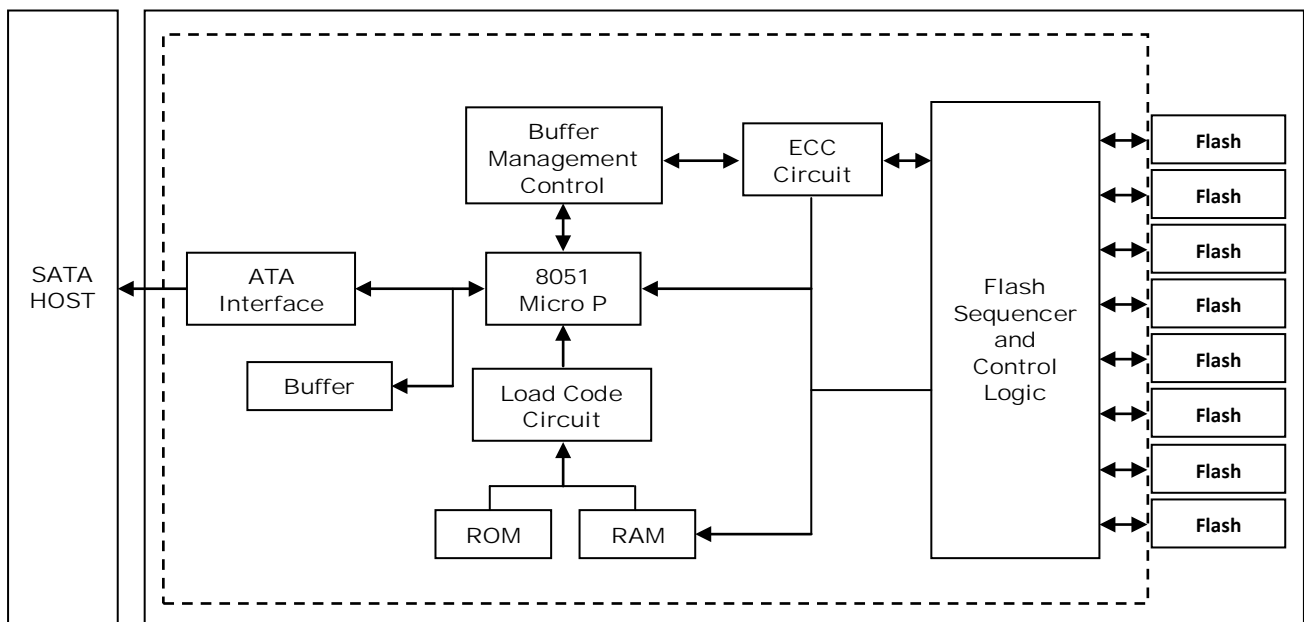 SATA
HOST
ATA
Interface
Buffer
Buffer
Management
Control
8051
Micro P
Load Code
Circuit
ROM
RAM
ECC
Circuit
Flash
Sequencer
and
Control
Logic
Flash
Flash
Flash
Flash
Flash
Flash
Flash
Flash